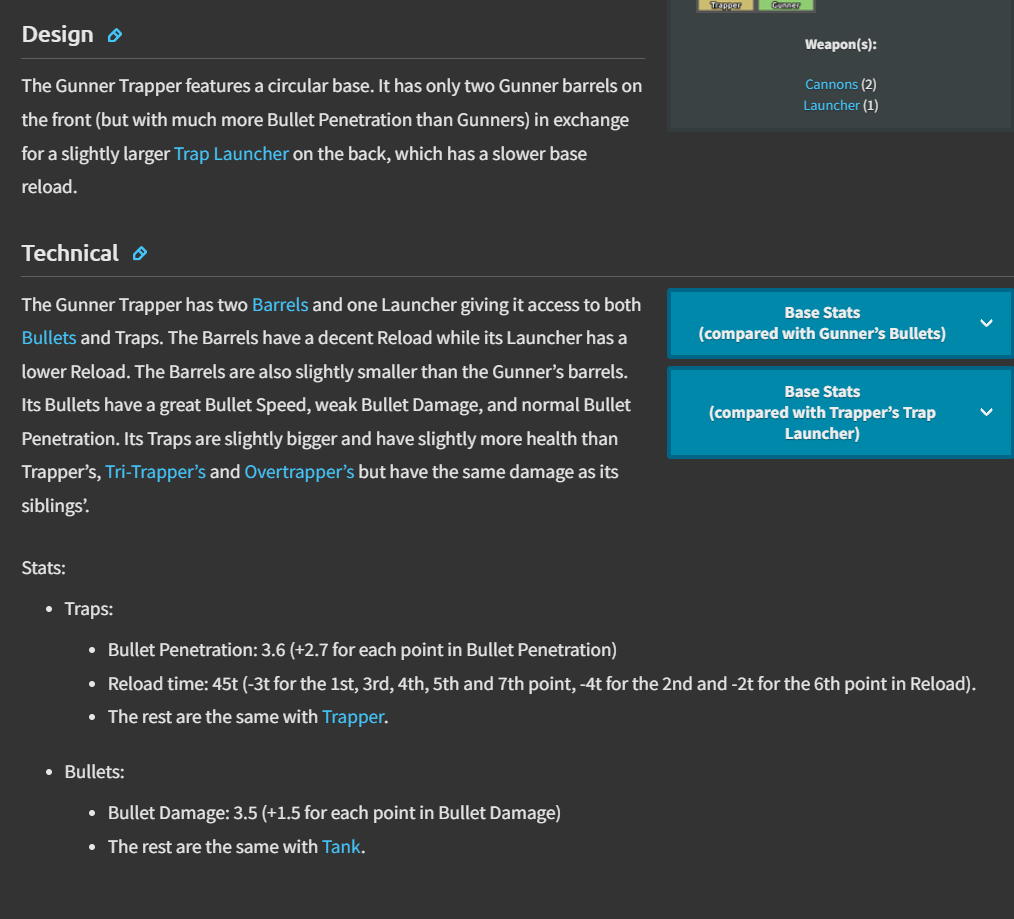 Trapper Gunner
Weapon(s):
Cannons (2)
Launcher (1)
Design
The Gunner Trapper features a circular base. It has only two Gunner barrels on
the front (but with much more Bullet Penetration than Gunners) in exchange
for a slightly larger Trap Launcher on the back, which has a slower base
reload.
Technical
The Gunner Trapper has two Barrels and one Launcher giving it access to both
Bullets and Traps. The Barrels have a decent Reload while its Launcher has a
lower Reload. The Barrels are also slightly smaller than the Gunner’s barrels.
Its Bullets have a great Bullet Speed, weak Bullet Damage, and normal Bullet
Penetration. Its Traps are slightly bigger and have slightly more health than
Trapper’s, Tri-Trapper’s and Overtrapper’s but have the same damage as its
siblings’.
Base Stats
(compared with Gunner’s Bullets)
Base Stats
(compared with Trapper’s Trap
Launcher)
Stats:
• Traps:
• Bullet Penetration: 3.6 (+2.7 for each point in Bullet Penetration)
• Reload time: 45t (-3t for the 1st, 3rd, 4th, 5th and 7th point, -4t for the 2nd and -2t for the 6th point in Reload).
• The rest are the same with Trapper.
• Bullets:
• Bullet Damage: 3.5 (+1.5 for each point in Bullet Damage)
• The rest are the same with Tank.